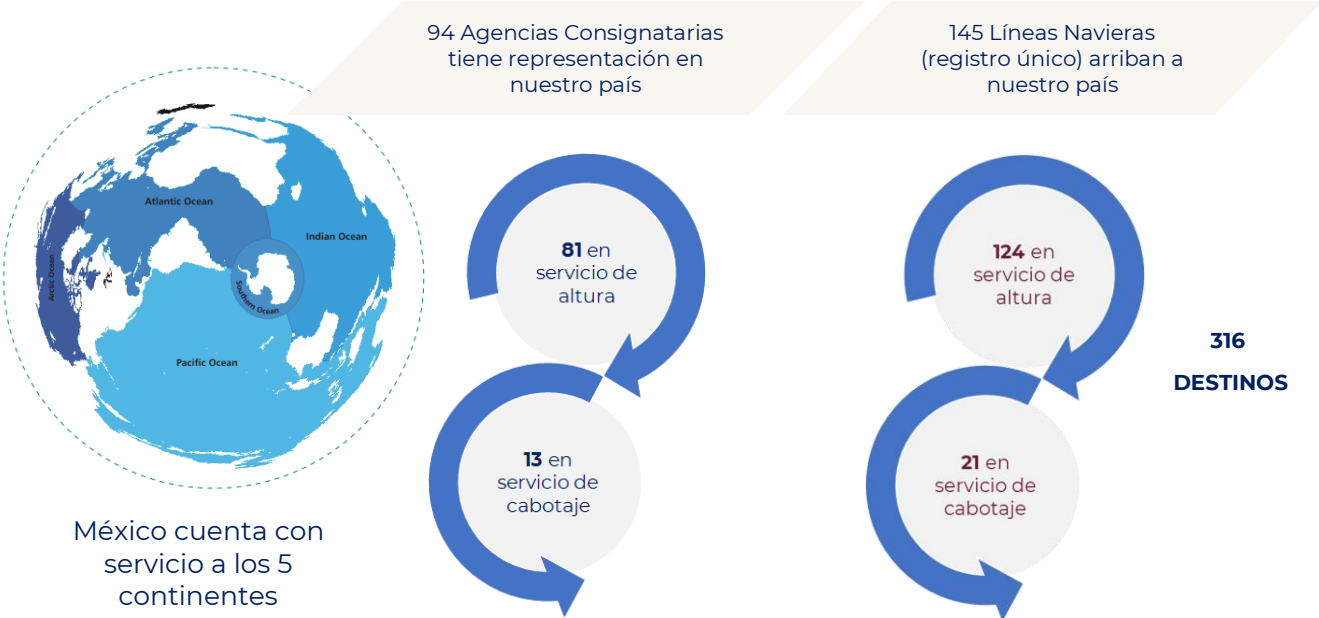 94 Agencias Consignatarias
tiene representación en
nuestro país
145 Líneas Navieras
(registro único) arriban a
nuestro país
Atlantic Ocean
Indian Ocean
Arctic Ocean
Southern Ocean
Pacific Ocean
México cuenta con
servicio a los 5
continentes
81 en
servicio de
altura
13 en
servicio de
cabotaje
124 en
servicio de
altura
21 en
servicio de
cabotaje
316
DESTINOS